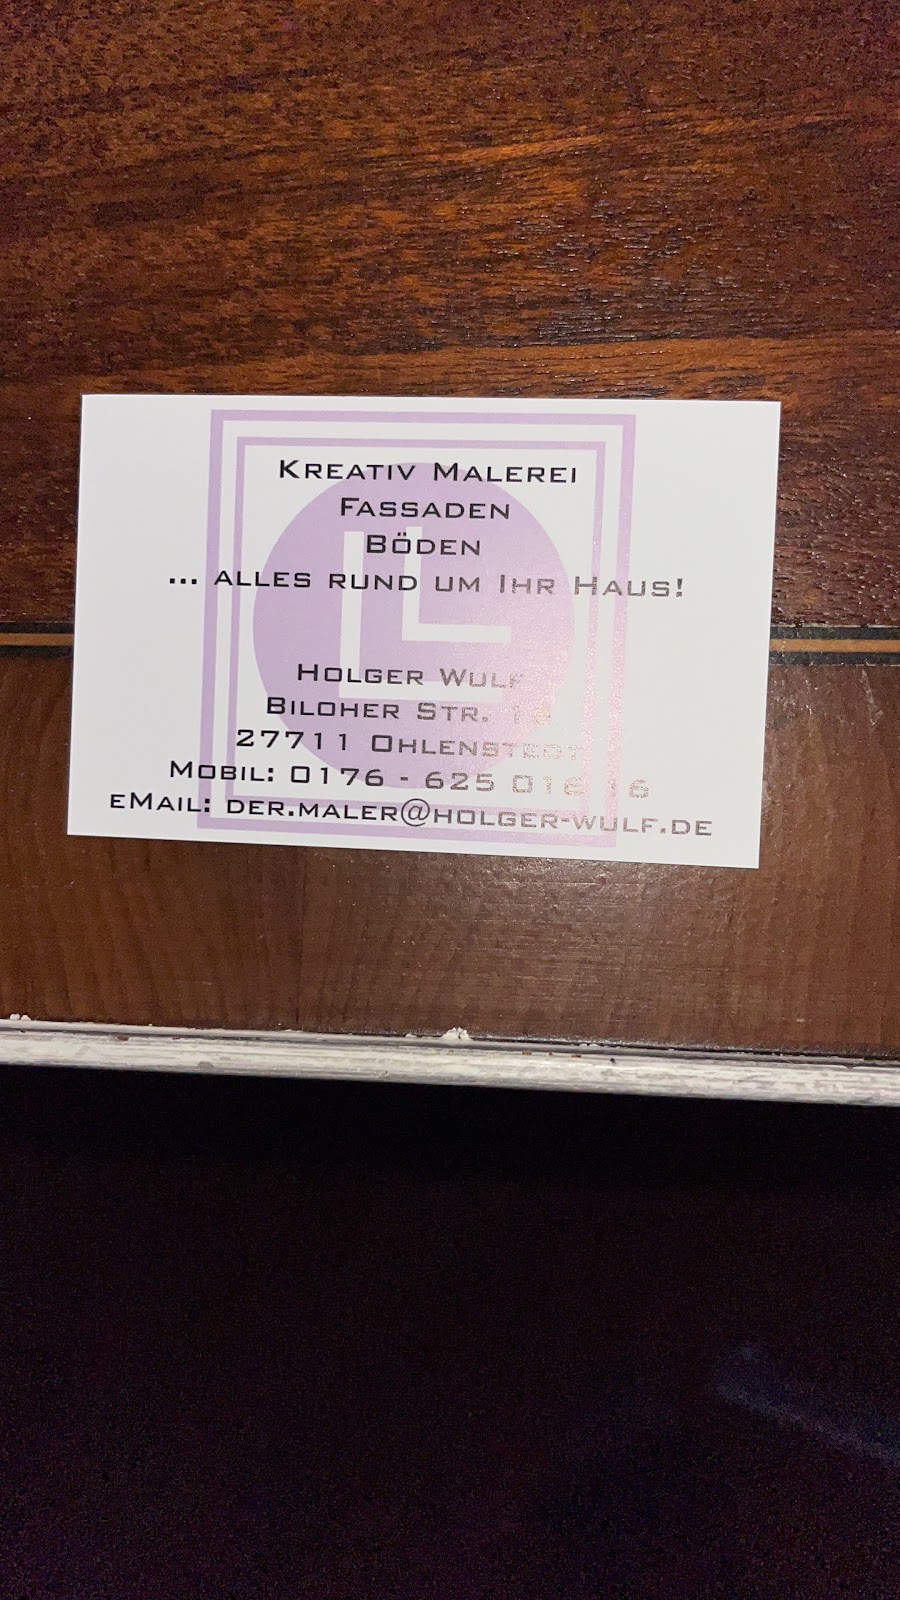 Kreativ Malerei
Fassaden
Böden
... alles rund um Ihr Haus!
Holger Wulf
Biloher Str.
27711 Ohlenstedt
Mobil: 0176 - 625
eMail: der.maler@holger-wulf.de